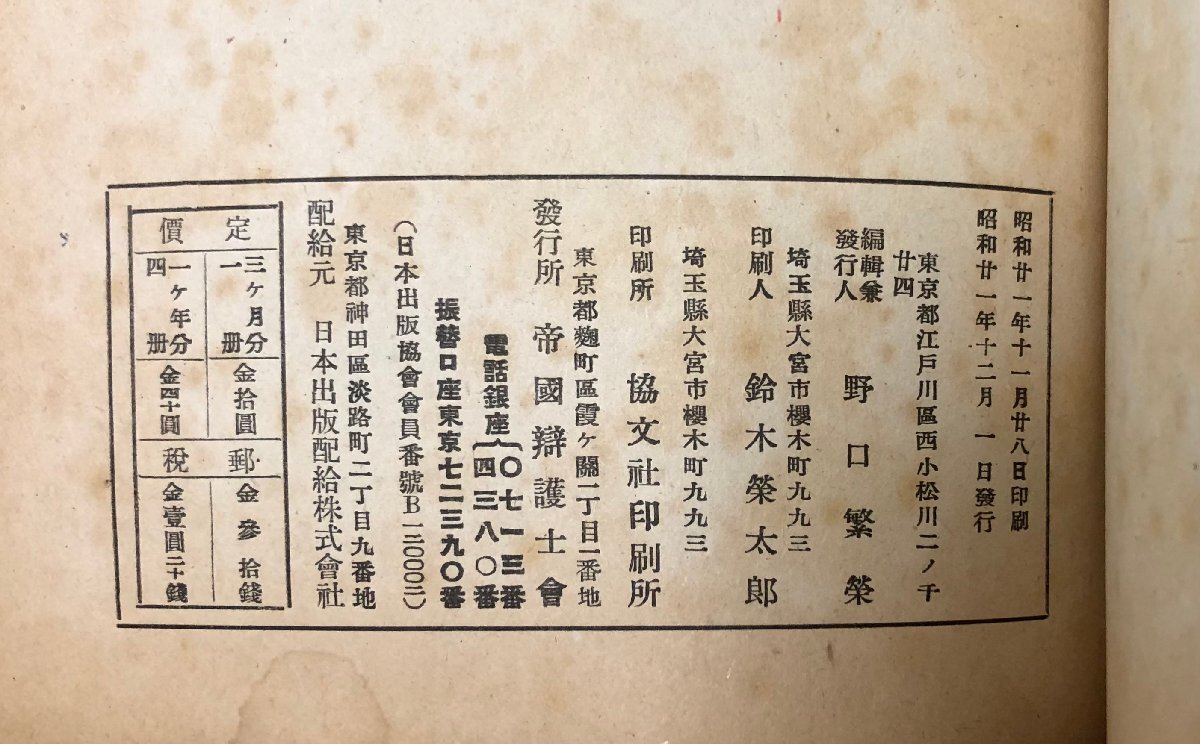 昭和廿一年十一月廿八日印刷
昭和廿一年十二月一日發行
東京都江戸川區西小松川二ノ千
廿四
編輯兼
發行人 野口繁榮
埼玉縣大宮市櫻木町九九三
印刷人 鈴木榮太郎
埼玉縣大宮市櫻木町九九三
印刷所 協文社印刷所
東京都麹町區霞ヶ關一丁目一番地
發行所 帝國辯護士會
電話銀座(〇七一三番
四三八〇番
振替口座東京七二三九〇番
(日本出版協會會員番號B一三〇〇〇二)
東京都神田區淡路町二丁目九番地
配給元 日本出版配給株式會社
定價
三ヶ月分
一册
金拾圓
一ヶ年分
四册
金四十圓
郵稅
金參拾錢
金壹圓二十錢